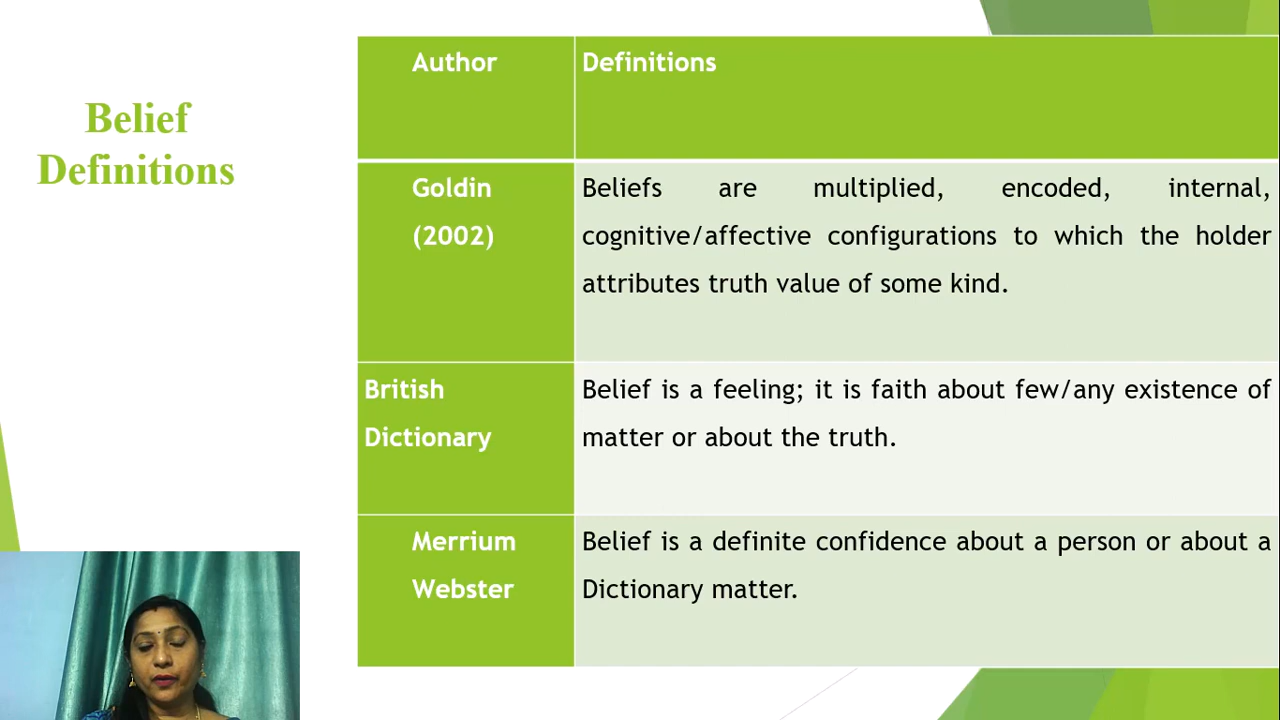 Belief
Definitions
Author
Definitions
Goldin
(2002)
Beliefs are multiplied, encoded, internal,
cognitive/affective configurations to which the holder
attributes truth value of some kind.
British
Dictionary
Belief is a feeling; it is faith about few/any existence of
matter or about the truth.
Merrium
Webster
Belief is a definite confidence about a person or about a
Dictionary matter.